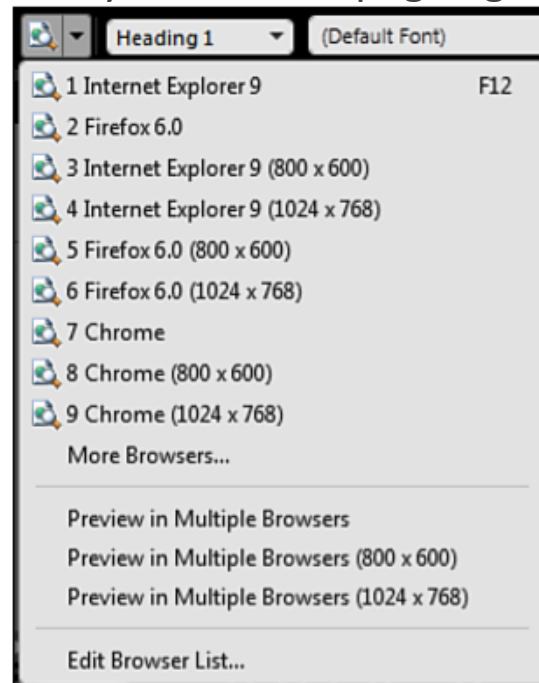 Heading 1 (Default Font)
1 Internet Explorer 9 F12
2 Firefox 6.0
3 Internet Explorer 9 (800 x 600)
4 Internet Explorer 9 (1024 x 768)
5 Firefox 6.0 (800 x 600)
6 Firefox 6.0 (1024 x 768)
7 Chrome
8 Chrome (800 x 600)
9 Chrome (1024 x 768)
More Browsers...
Preview in Multiple Browsers
Preview in Multiple Browsers (800 x 600)
Preview in Multiple Browsers (1024 x 768)
Edit Browser List...